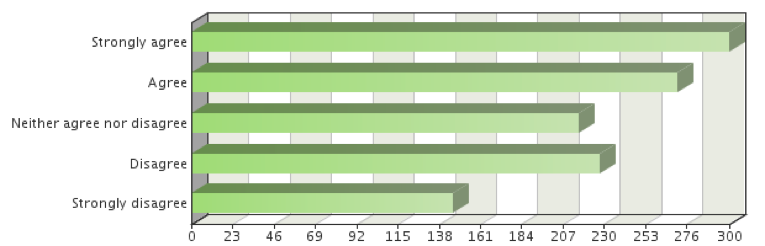 Strongly agree
Agree
Neither agree nor disagree
Disagree
Strongly disagree
0 23 46 69 92 115 138 161 184 207 230 253 276 300